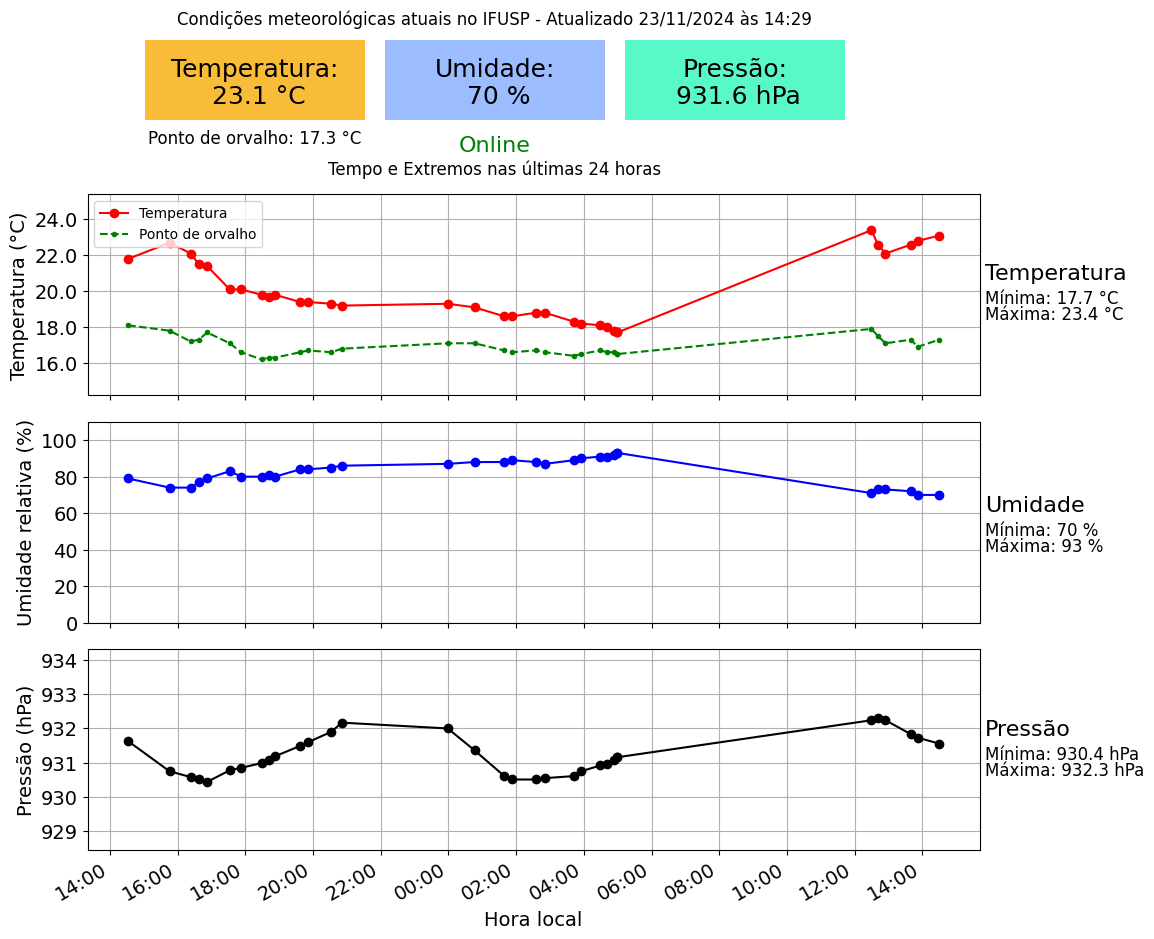 Condições meteorológicas atuais no IFUSP - Atualizado 23/11/2024 às 14:29
Temperatura:
23.1 °C
Umidade:
70 %
Pressão:
931.6 hPa
Ponto de orvalho: 17.3 °C
Online
Tempo e Extremos nas últimas 24 horas
Temperatura (°C)
24.0
22.0
20.0
18.0
16.0
Temperatura
Ponto de orvalho
Temperatura
Mínima: 17.7 °C
Máxima: 23.4 °C
Umidade relativa (%)
100
80
60
40
20
0
Umidade
Mínima: 70 %
Máxima: 93 %
Pressão (hPa)
934
933
932
931
930
929
Pressão
Mínima: 930.4 hPa
Máxima: 932.3 hPa
14:00
16:00
18:00
20:00
22:00
00:00
02:00
04:00
06:00
08:00
10:00
12:00
14:00
Hora local